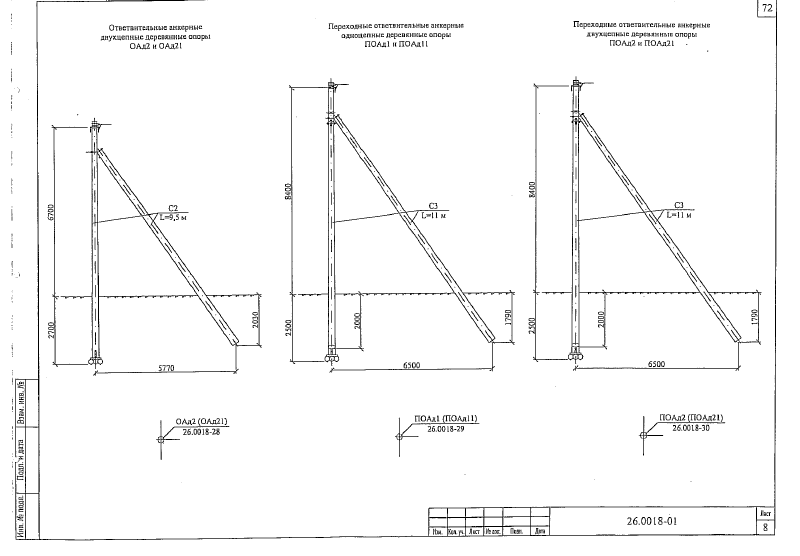 72
Ответвительные анкерные
двухцепные деревянные опоры
ОАд2 и ОАд21
Переходные ответвительные анкерные
одноцепные деревянные опоры
ПОАд1 и ПОАд11
Переходные ответвительные анкерные
двухцепные деревянные опоры
ПОАд2 и ПОАд21
6700
2700
C2
L=9,5 м
2010
5770
8400
2500
C3
L=11 м
2000
1790
6500
8400
2500
C3
L=11 м
2000
1790
6500
ОАд2 (ОАд21)
26.0018-28
ПОАд1 (ПОАд11)
26.0018-29
ПОАд2 (ПОАд21)
26.0018-30
Взам. инв. №
Подп. и дата
Инв. № подл.
Изм. Кол. уч. Лист № док. Подп. Дата
26.0018-01
Лист
8